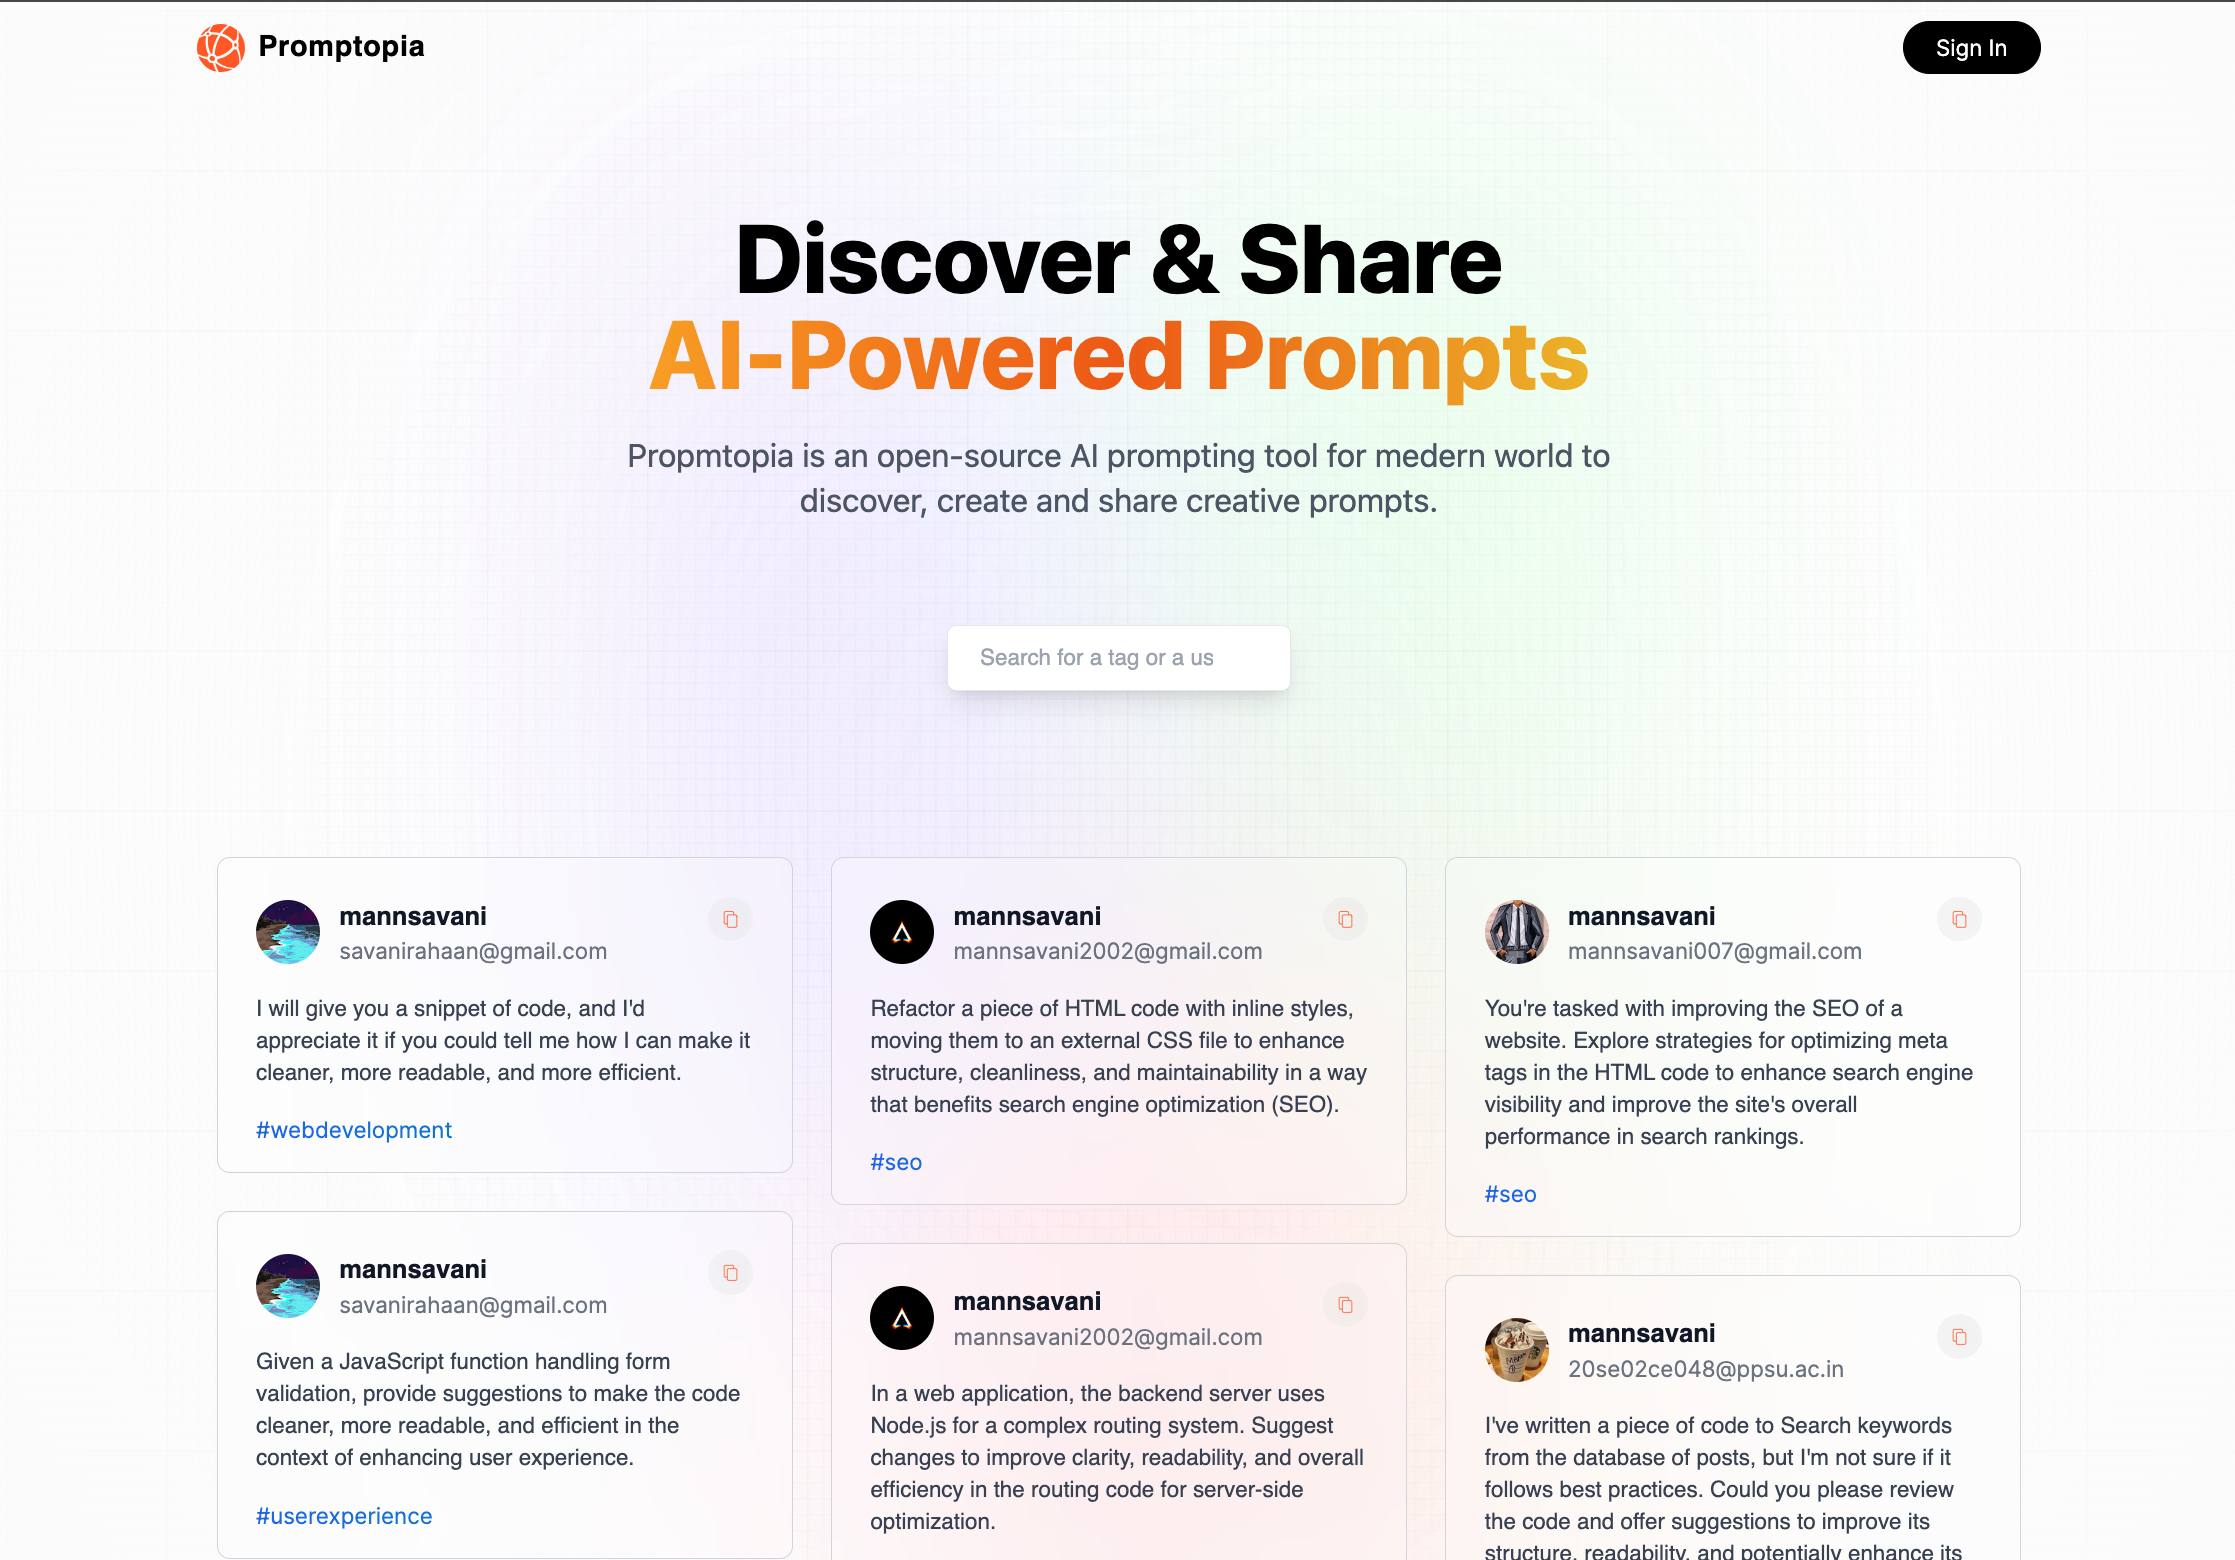 Promptopia
Sign In
Discover & Share
AI-Powered Prompts
Propmtopia is an open-source AI prompting tool for medern world to
discover, create and share creative prompts.
Search for a tag or a us
mannsavani
savanirahaan@gmail.com
I will give you a snippet of code, and I'd
appreciate it if you could tell me how I can make it
cleaner, more readable, and more efficient.
#webdevelopment
mannsavani
mannsavani2002@gmail.com
Refactor a piece of HTML code with inline styles,
moving them to an external CSS file to enhance
structure, cleanliness, and maintainability in a way
that benefits search engine optimization (SEO).
#seo
mannsavani
mannsavani007@gmail.com
You're tasked with improving the SEO of a
website. Explore strategies for optimizing meta
tags in the HTML code to enhance search engine
visibility and improve the site's overall
performance in search rankings.
#seo
mannsavani
savanirahaan@gmail.com
Given a JavaScript function handling form
validation, provide suggestions to make the code
cleaner, more readable, and efficient in the
context of enhancing user experience.
#userexperience
mannsavani
mannsavani2002@gmail.com
In a web application, the backend server uses
Node.js for a complex routing system. Suggest
changes to improve clarity, readability, and overall
efficiency in the routing code for server-side
optimization.
mannsavani
20se02ce048@ppsu.ac.in
I've written a piece of code to Search keywords
from the database of posts, but I'm not sure if it
follows best practices. Could you please review
the code and offer suggestions to improve its
structure, readability, and potentially enhance its